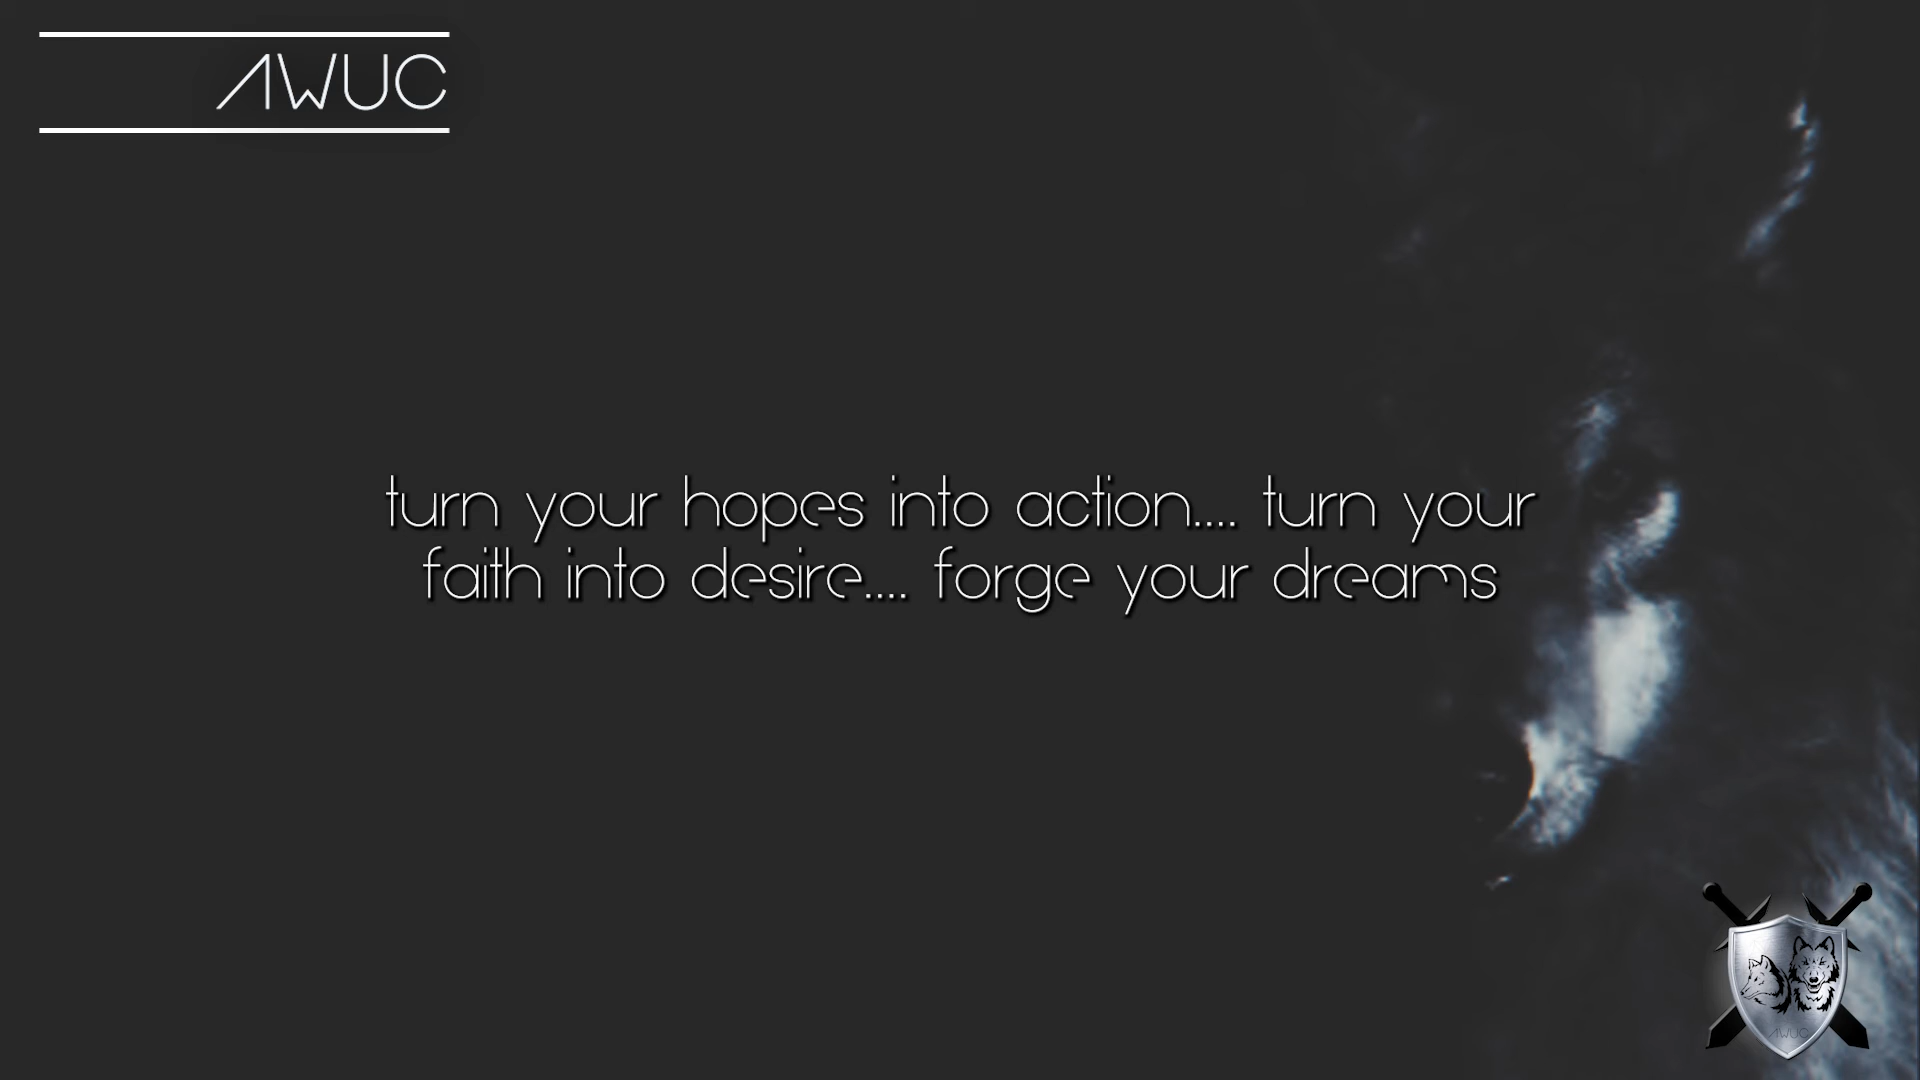 AWUC
turn your hopes into action.... turn your
faith into desire.... forge your dreams
AWUC